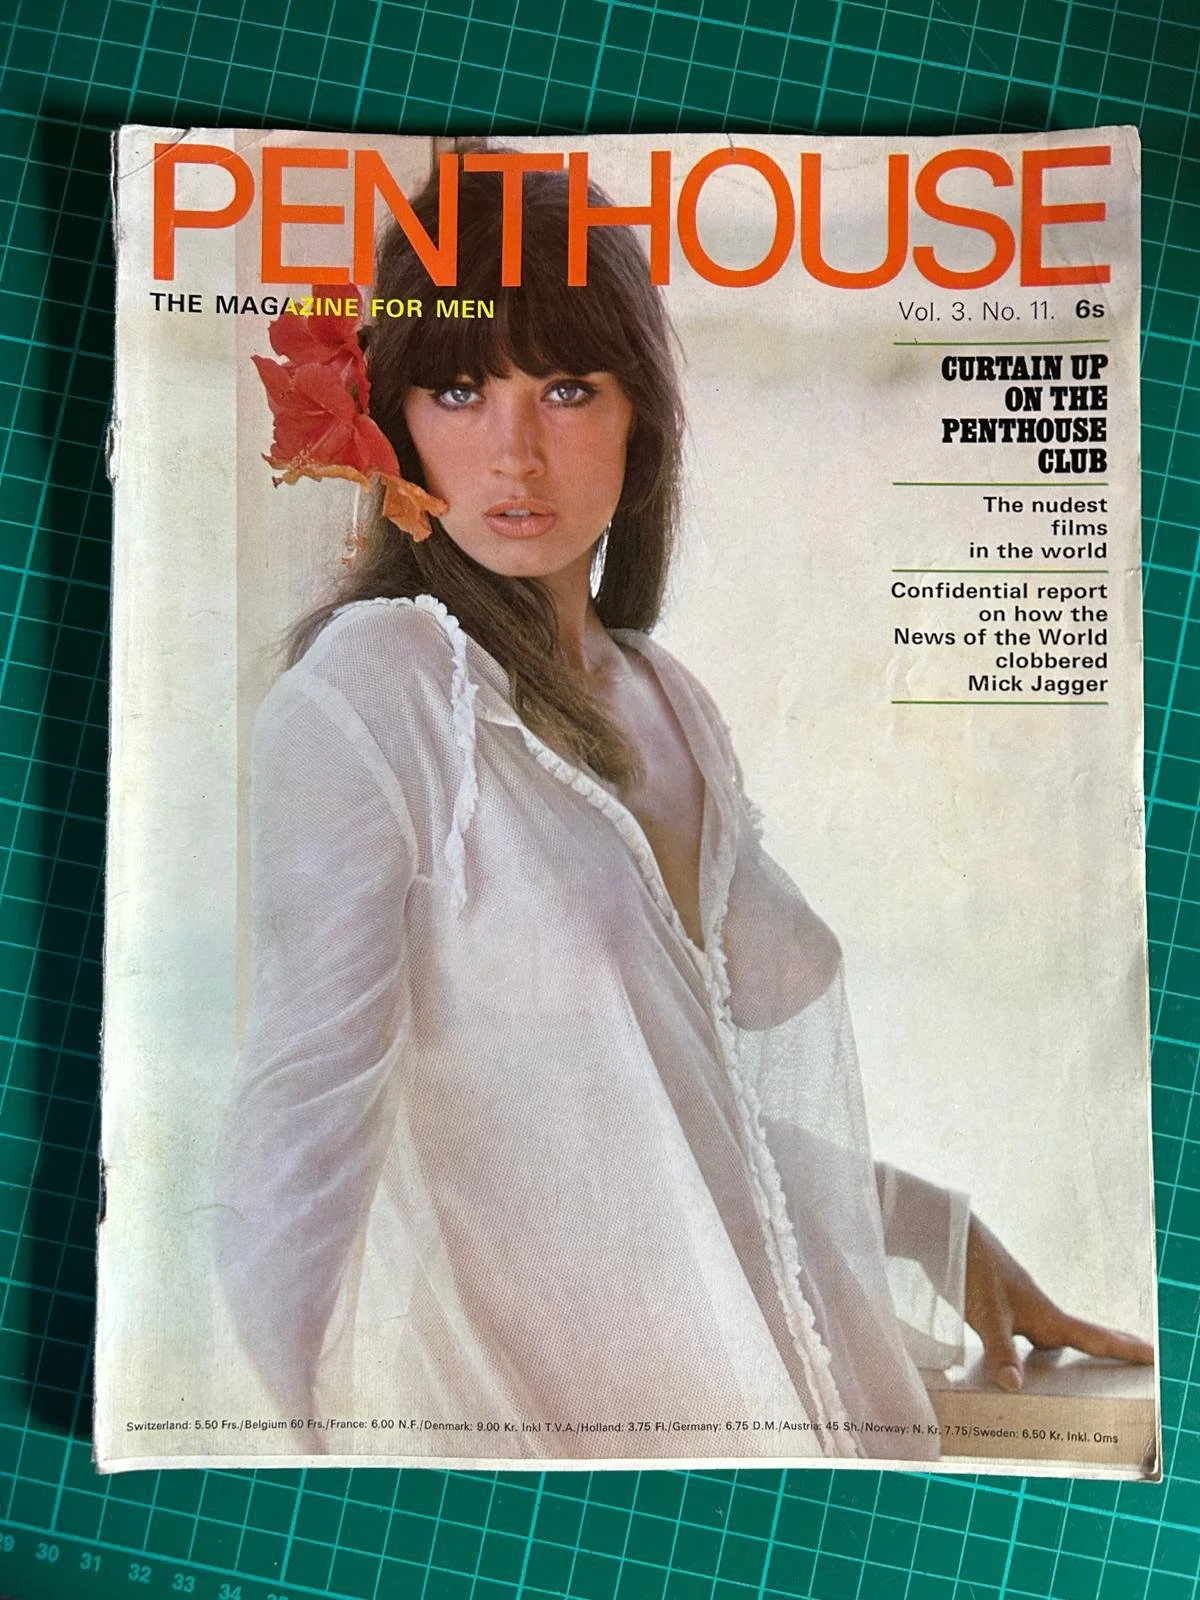 PENTHOUSE
THE MAGAZINE FOR MEN
Vol. 3. No. 11. 6s
CURTAIN UP
ON THE
PENTHOUSE
CLUB
The nudest
films
in the world
Confidential report
on how the
News of the World
clobbered
Mick Jagger
Switzerland: 5.50 Frs./Belgium 60 Frs./France: 6.00 N.F./Denmark: 9.00 Kr. Inkl T.V.A./Holland: 3.75 Fl./Germany: 6.75 D.M./Austria: 45 Sh./Norway: N. Kr. 7.75/Sweden: 6.50 Kr. Inkl. Oms
30 31 32 33 34